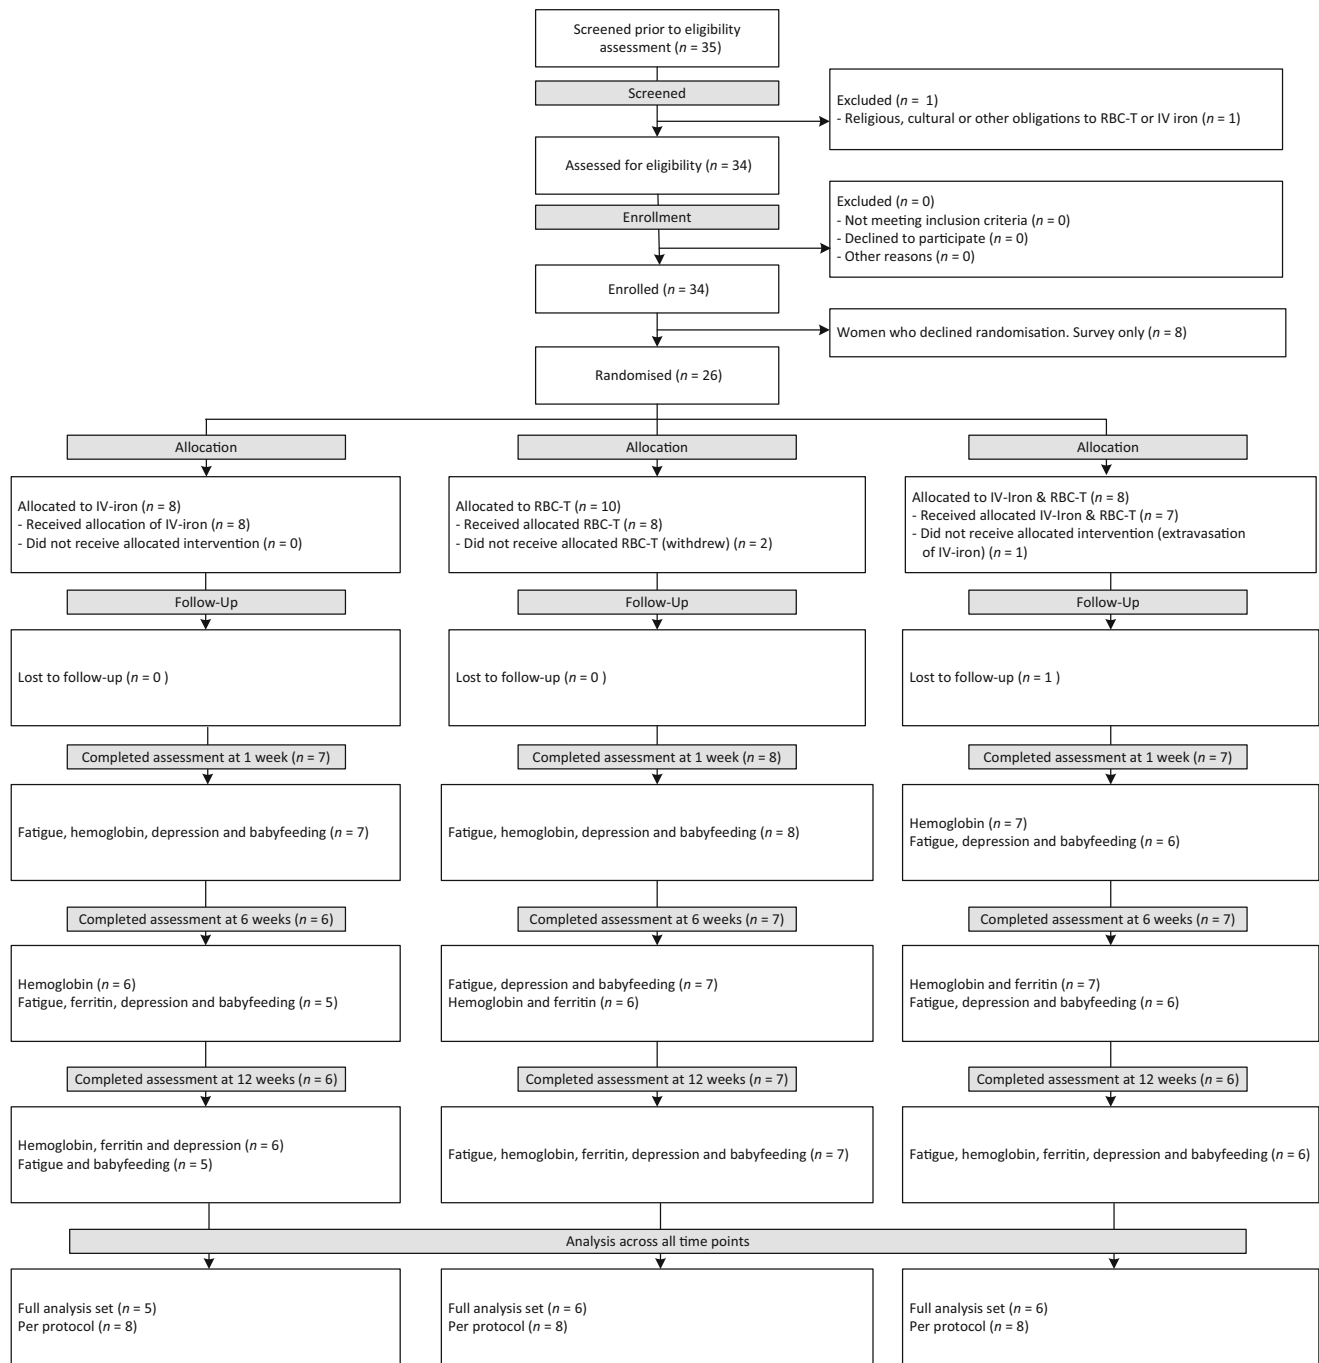 Screened prior to eligibility
assessment (n = 35)
Screened
Excluded (n = 1)
- Religious, cultural or other obligations to RBC-T or IV iron (n = 1)
Assessed for eligibility (n = 34)
Enrollment
Excluded (n = 0)
- Not meeting inclusion criteria (n = 0)
- Declined to participate (n = 0)
- Other reasons (n = 0)
Enrolled (n = 34)
Women who declined randomisation. Survey only (n = 8)
Randomised (n = 26)
Allocation
Allocation
Allocation
Allocated to IV-iron (n = 8)
- Received allocation of IV-iron (n = 8)
- Did not receive allocated intervention (n = 0)
Allocated to RBC-T (n = 10)
- Received allocated RBC-T (n = 8)
- Did not receive allocated RBC-T (withdrew) (n = 2)
Allocated to IV-Iron & RBC-T (n = 8)
- Received allocated IV-Iron & RBC-T (n = 7)
- Did not receive allocated intervention (extravasation
of IV-iron) (n = 1)
Follow-Up
Follow-Up
Follow-Up
Lost to follow-up (n = 0 )
Lost to follow-up (n = 0 )
Lost to follow-up (n = 1 )
Completed assessment at 1 week (n = 7)
Completed assessment at 1 week (n = 8)
Completed assessment at 1 week (n = 7)
Fatigue, hemoglobin, depression and babyfeeding (n = 7)
Fatigue, hemoglobin, depression and babyfeeding (n = 8)
Hemoglobin (n = 7)
Fatigue, depression and babyfeeding (n = 6)
Completed assessment at 6 weeks (n = 6)
Completed assessment at 6 weeks (n = 7)
Completed assessment at 6 weeks (n = 7)
Hemoglobin (n = 6)
Fatigue, ferritin, depression and babyfeeding (n = 5)
Fatigue, depression and babyfeeding (n = 7)
Hemoglobin and ferritin (n = 6)
Hemoglobin and ferritin (n = 7)
Fatigue, depression and babyfeeding (n = 6)
Completed assessment at 12 weeks (n = 6)
Completed assessment at 12 weeks (n = 7)
Completed assessment at 12 weeks (n = 6)
Hemoglobin, ferritin and depression (n = 6)
Fatigue and babyfeeding (n = 5)
Fatigue, hemoglobin, ferritin, depression and babyfeeding (n = 7)
Fatigue, hemoglobin, ferritin, depression and babyfeeding (n = 6)
Analysis across all time points
Full analysis set (n = 5)
Per protocol (n = 8)
Full analysis set (n = 6)
Per protocol (n = 8)
Full analysis set (n = 6)
Per protocol (n = 8)